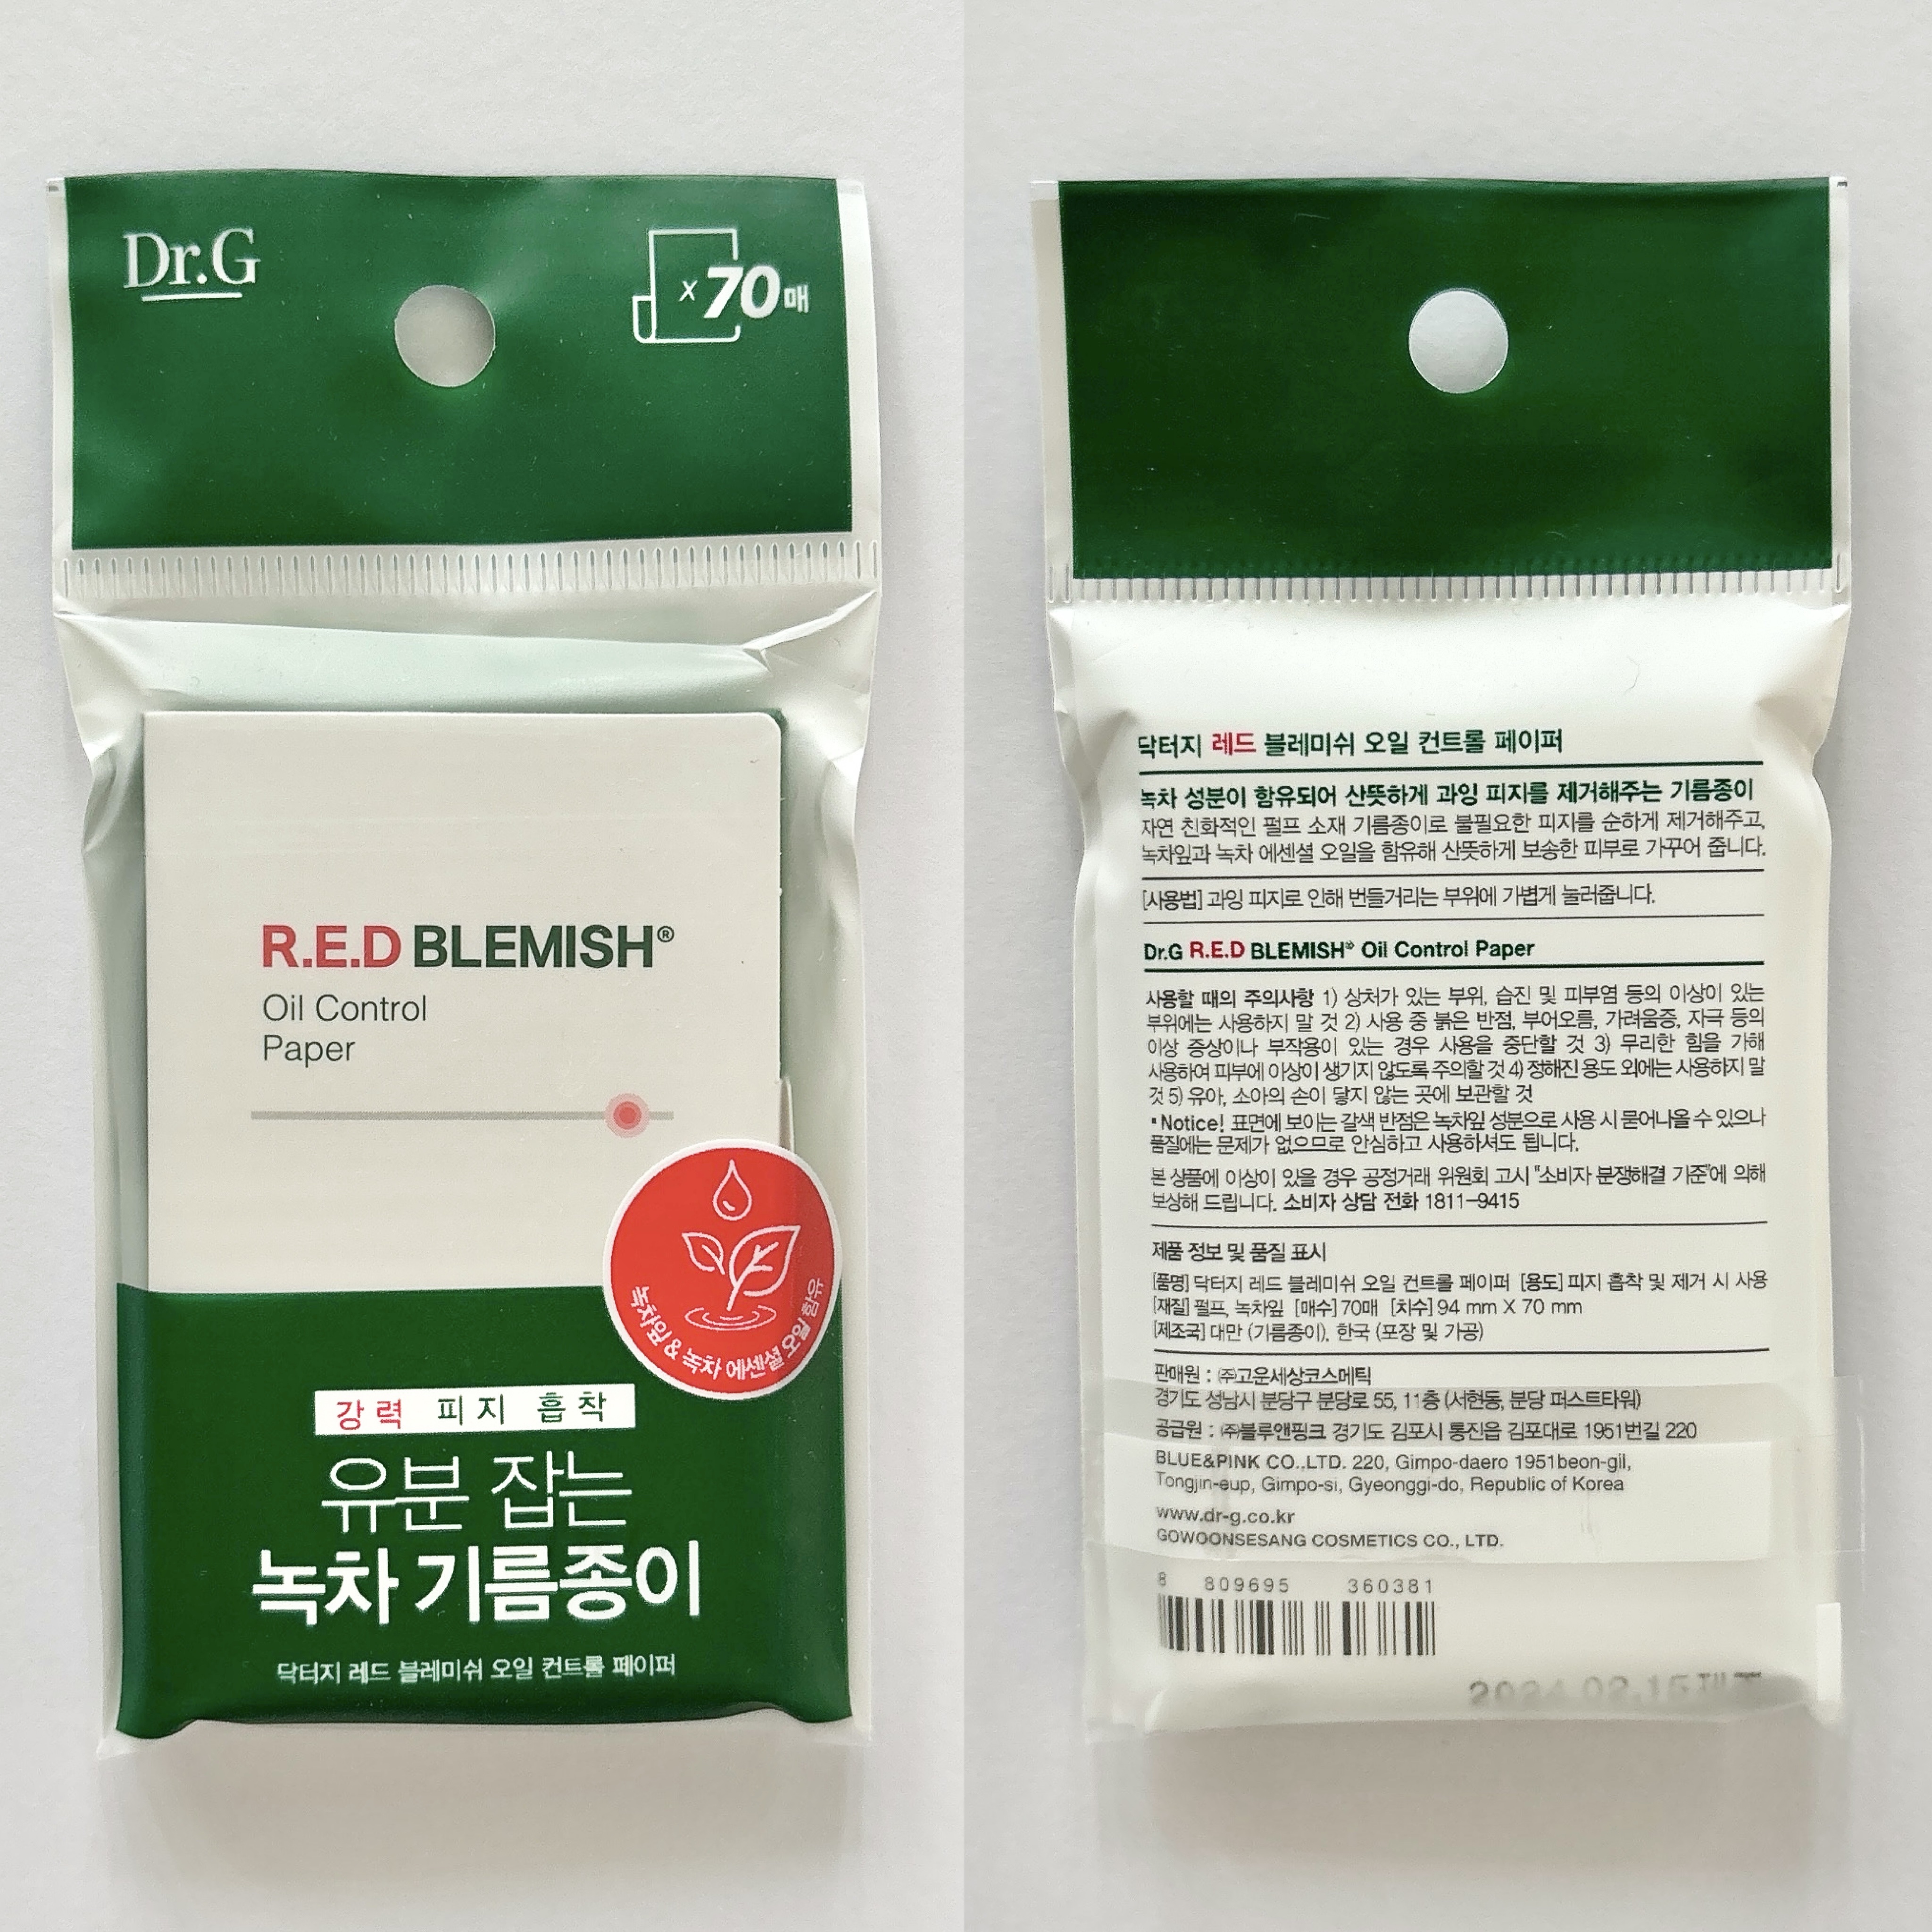 Dr.G
x 70매
R.E.D BLEMISH®
Oil Control
Paper
녹차잎 & 녹차 에센셜 오일 함유
강력 피지 흡착
유분 잡는
녹차 기름종이
닥터지 레드 블레미쉬 오일 컨트롤 페이퍼
닥터지 레드 블레미쉬 오일 컨트롤 페이퍼
녹차 성분이 함유되어 산뜻하게 과잉 피지를 제거해주는 기름종이
자연 친화적인 펄프 소재 기름종이로 불필요한 피지를 순하게 제거해주고,
녹차잎과 녹차 에센셜 오일을 함유해 산뜻하게 보송한 피부로 가꾸어 줍니다.
[사용법] 과잉 피지로 인해 번들거리는 부위에 가볍게 눌러줍니다.
Dr.G R.E.D BLEMISH® Oil Control Paper
사용할 때의 주의사항 1) 상처가 있는 부위, 습진 및 피부염 등의 이상이 있는
부위에는 사용하지 말 것 2) 사용 중 붉은 반점, 부어오름, 가려움증, 자극 등의
이상 증상이나 부작용이 있는 경우 사용을 중단할 것 3) 무리한 힘을 가해
사용하여 피부에 이상이 생기지 않도록 주의할 것 4) 정해진 용도 외에는 사용하지 말
것 5) 유아, 소아의 손이 닿지 않는 곳에 보관할 것
▪Notice! 표면에 보이는 갈색 반점은 녹차잎 성분으로 사용 시 묻어나올 수 있으나
품질에는 문제가 없으므로 안심하고 사용하셔도 됩니다.
본 상품에 이상이 있을 경우 공정거래 위원회 고시 "소비자 분쟁해결 기준"에 의해
보상해 드립니다. 소비자 상담 전화 1811-9415
제품 정보 및 품질 표시
[품명] 닥터지 레드 블레미쉬 오일 컨트롤 페이퍼 [용도] 피지 흡착 및 제거 시 사용
[재질] 펄프, 녹차잎 [매수] 70매 [치수] 94 mm X 70 mm
[제조국] 대만 (기름종이), 한국 (포장 및 가공)
판매원 : ㈜고운세상코스메틱
경기도 성남시 분당구 분당로 55, 11층 (서현동, 분당 퍼스트타워)
공급원 : ㈜블루앤핑크 경기도 김포시 통진읍 김포대로 1951번길 220
BLUE&PINK CO.,LTD. 220, Gimpo-daero 1951beon-gil,
Tongjin-eup, Gimpo-si, Gyeonggi-do, Republic of Korea
www.dr-g.co.kr
GOWOONSESANG COSMETICS CO., LTD.
8 809695 360381
2024.02.15